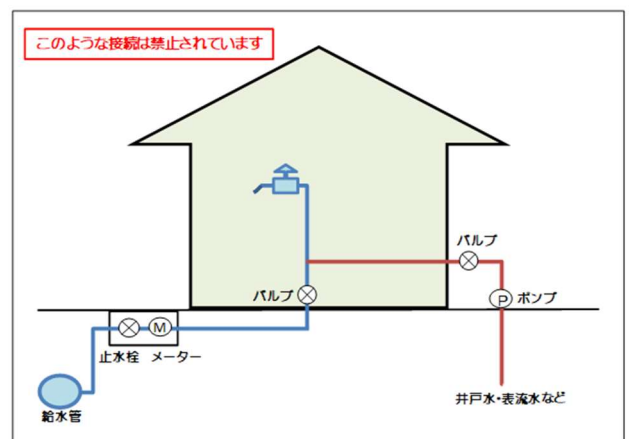 このような接続は禁止されています
バルブ
バルブ
P
ポンプ
M
止水栓
メーター
井戸水・表流水など
給水管